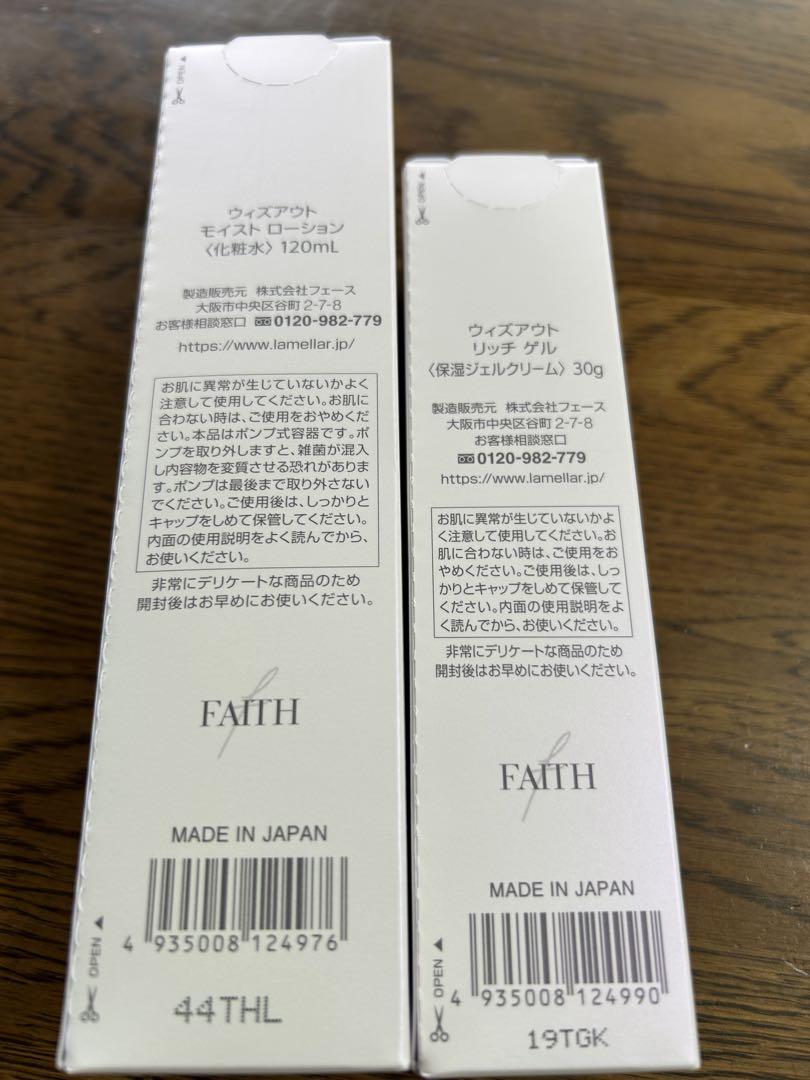 OPEN
ウィズアウト
モイスト ローション
〈化粧水〉 120mL
製造販売元 株式会社フェース
大阪市中央区谷町2-7-8
お客様相談窓口 0120-982-779
https://www.lamellar.jp/
お肌に異常が生じていないかよく
注意して使用してください。お肌に
合わない時は、ご使用をおやめくだ
さい。本品はポンプ式容器です。ポ
ンプを取り外しますと、雑菌が混入
し内容物を変質させる恐れがありま
す。ポンプは最後まで取り外さない
でください。ご使用後は、しっかりと
キャップをしめて保管してください。
内面の使用説明をよく読んでから、
お使いください。
非常にデリケートな商品のため
開封後はお早めにお使いください。
FAITH
MADE IN JAPAN
4 935008 124976
OPEN
44THL
OPEN
ウィズアウト
リッチ ゲル
〈保湿ジェルクリーム〉 30g
製造販売元 株式会社フェース
大阪市中央区谷町2-7-8
お客様相談窓口
0120-982-779
https://www.lamellar.jp/
お肌に異常が生じていないかよ
く注意して使用してください。お
肌に合わない時は、ご使用をお
やめください。ご使用後は、しっ
かりとキャップをしめて保管して
ください。内面の使用説明をよ
く読んでから、お使いください。
非常にデリケートな商品のため
開封後はお早めにお使いください。
FAITH
MADE IN JAPAN
4 935008 124990
OPEN
19TGK